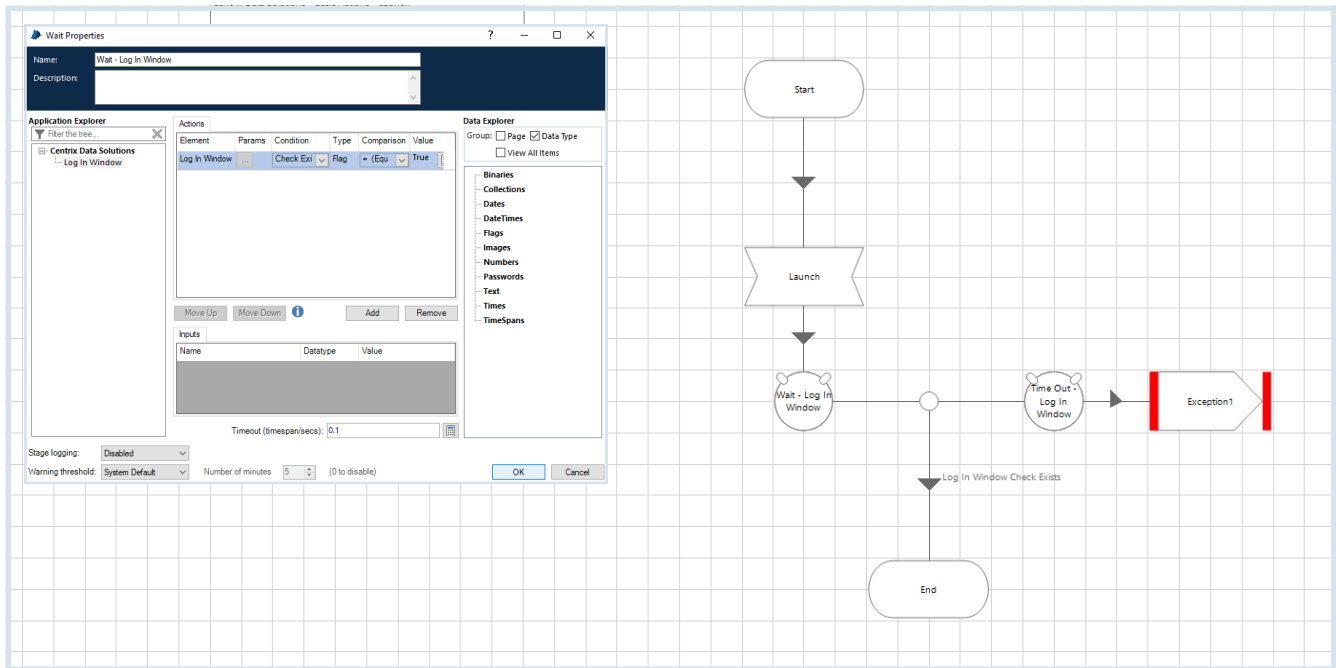 Wait Properties
?
Name:
Wait - Log In Window
Description:
Application Explorer
Filter the tree...
Centrix Data Solutions
Log In Window
Actions
Element Params Condition Type Comparison Value
Log In Window ... Check Exi Flag = (Equ True
Move Up Move Down i Add Remove
Inputs
Name Datatype Value
Timeout (timespan/secs): 0.1
Data Explorer
Group: Page Data Type
View All Items
Binaries
Collections
Dates
DateTimes
Flags
Images
Numbers
Passwords
Text
Times
TimeSpans
Stage logging: Disabled
Warning threshold: System Default Number of minutes 5 (0 to disable)
OK Cancel
Start
Launch
Wait - Log In
Window
Time Out -
Log In
Window
Exception1
Log In Window Check Exists
End